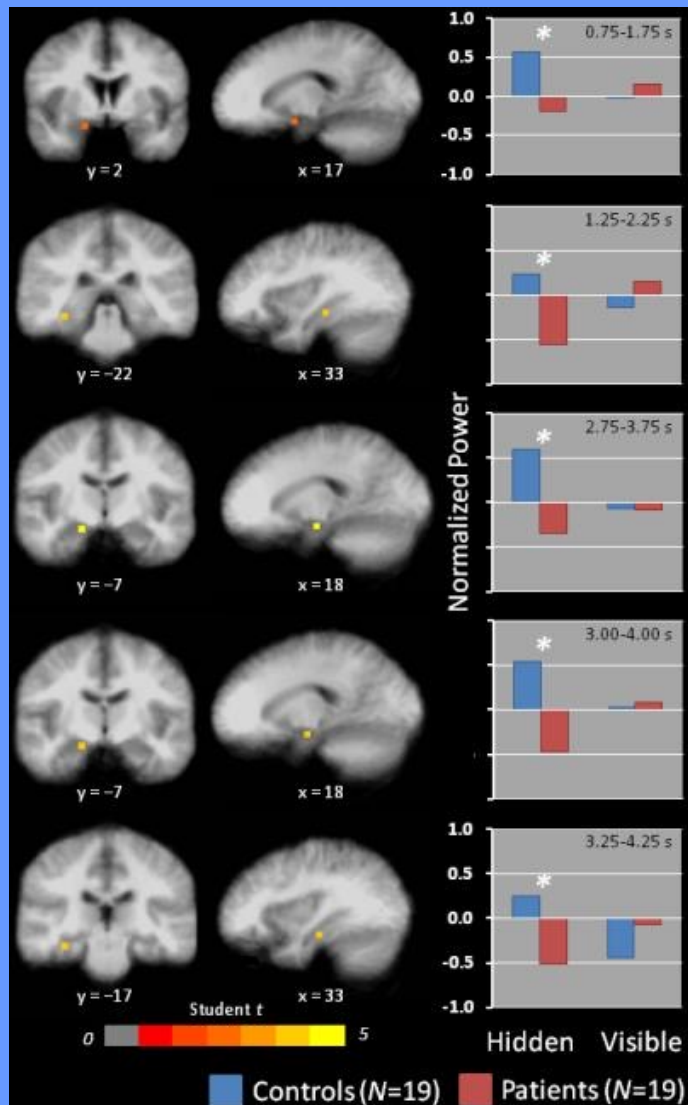 1.0
0.75-1.75 s
*
0.5
0.0
-0.5
-1.0
y = 2
x = 17
1.25-2.25 s
*
y = −22
x = 33
Normalized Power
2.75-3.75 s
*
y = −7
x = 18
3.00-4.00 s
*
y = −7
x = 18
1.0
3.25-4.25 s
*
0.5
0.0
-0.5
-1.0
y = −17
x = 33
Student t
0
5
Hidden Visible
Controls (N=19) Patients (N=19)